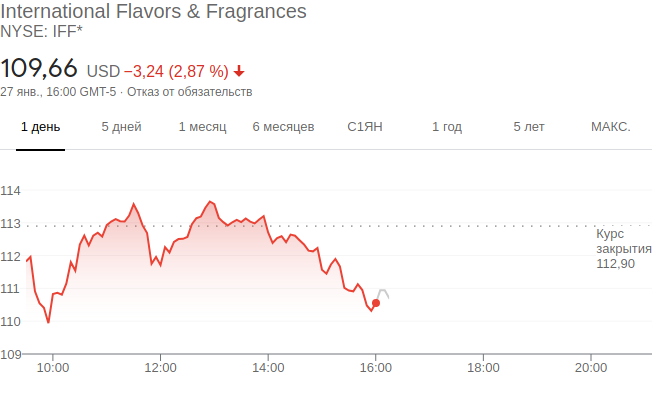 International Flavors & Fragrances
NYSE: IFF*
109,66 USD −3,24 (2,87 %)
27 янв., 16:00 GMT-5 · Отказ от обязательств
1 день 5 дней 1 месяц 6 месяцев С1ЯН 1 год 5 лет МАКС.
114
113
Курс
закрытия
112,90
112
111
110
109
10:00 12:00 14:00 16:00 18:00 20:00